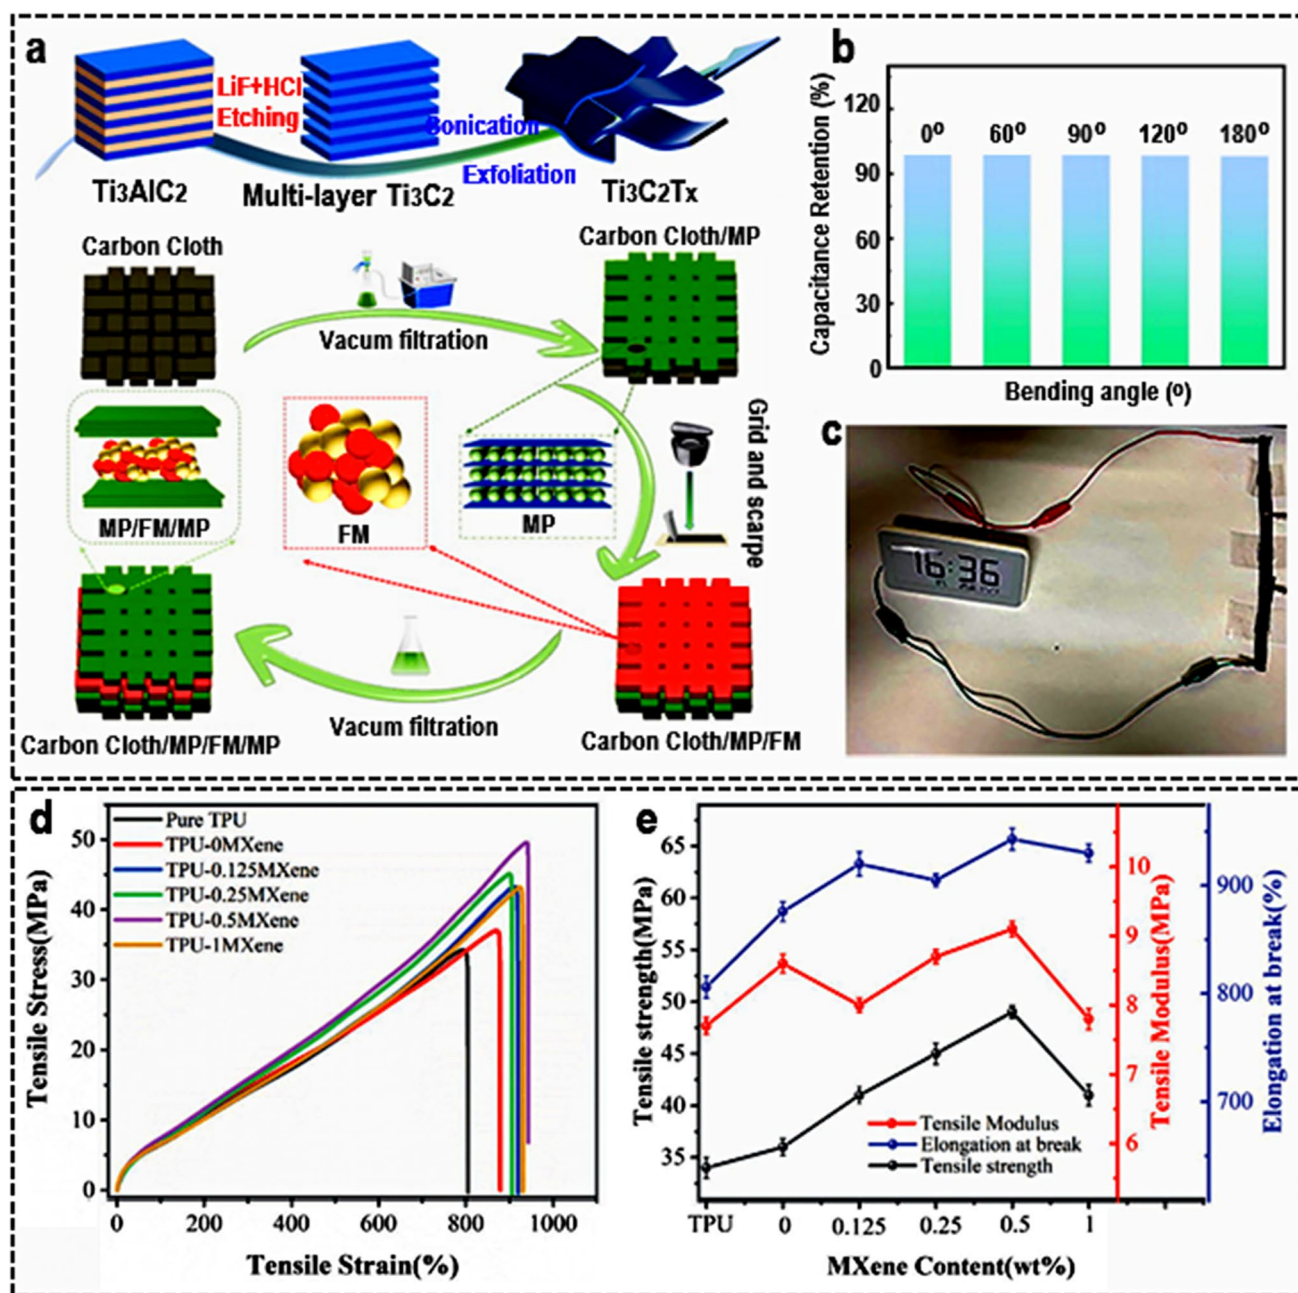 a
LiF+HCl
Etching
Sonication
Exfoliation
Ti3AlC2
Multi-layer Ti3C2
Ti3C2Tx
Carbon Cloth
Carbon Cloth/MP
Vacum filtration
Grid and scarpe
MP/FM/MP
FM
MP
Vacum filtration
Carbon Cloth/MP/FM/MP
Carbon Cloth/MP/FM
b
Capacitance Retention (%)
120
90
60
30
0
0º 60º 90º 120º 180º
Bending angle (º)
c
16:36
d
Tensile Stress(MPa)
50
40
30
20
10
0
Pure TPU
TPU-0MXene
TPU-0.125MXene
TPU-0.25MXene
TPU-0.5MXene
TPU-1MXene
0 200 400 600 800 1000
Tensile Strain(%)
e
Tensile strength(MPa)
65
60
55
50
45
40
35
Tensile Modulus
Elongation at break
Tensile strength
10
9
8
7
6
Tensile Modulus(MPa)
900
800
700
Elongation at break(%)
TPU 0 0.125 0.25 0.5 1
MXene Content(wt%)